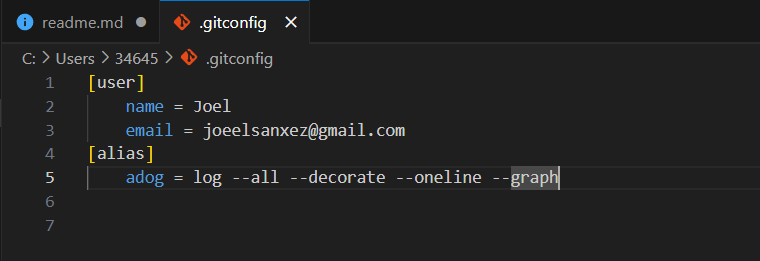 readme.md .gitconfig
C: > Users > 34645 > .gitconfig
1 [user]
2 name = Joel
3 email = joeelsanxez@gmail.com
4 [alias]
5 adog = log --all --decorate --oneline --graph
6
7